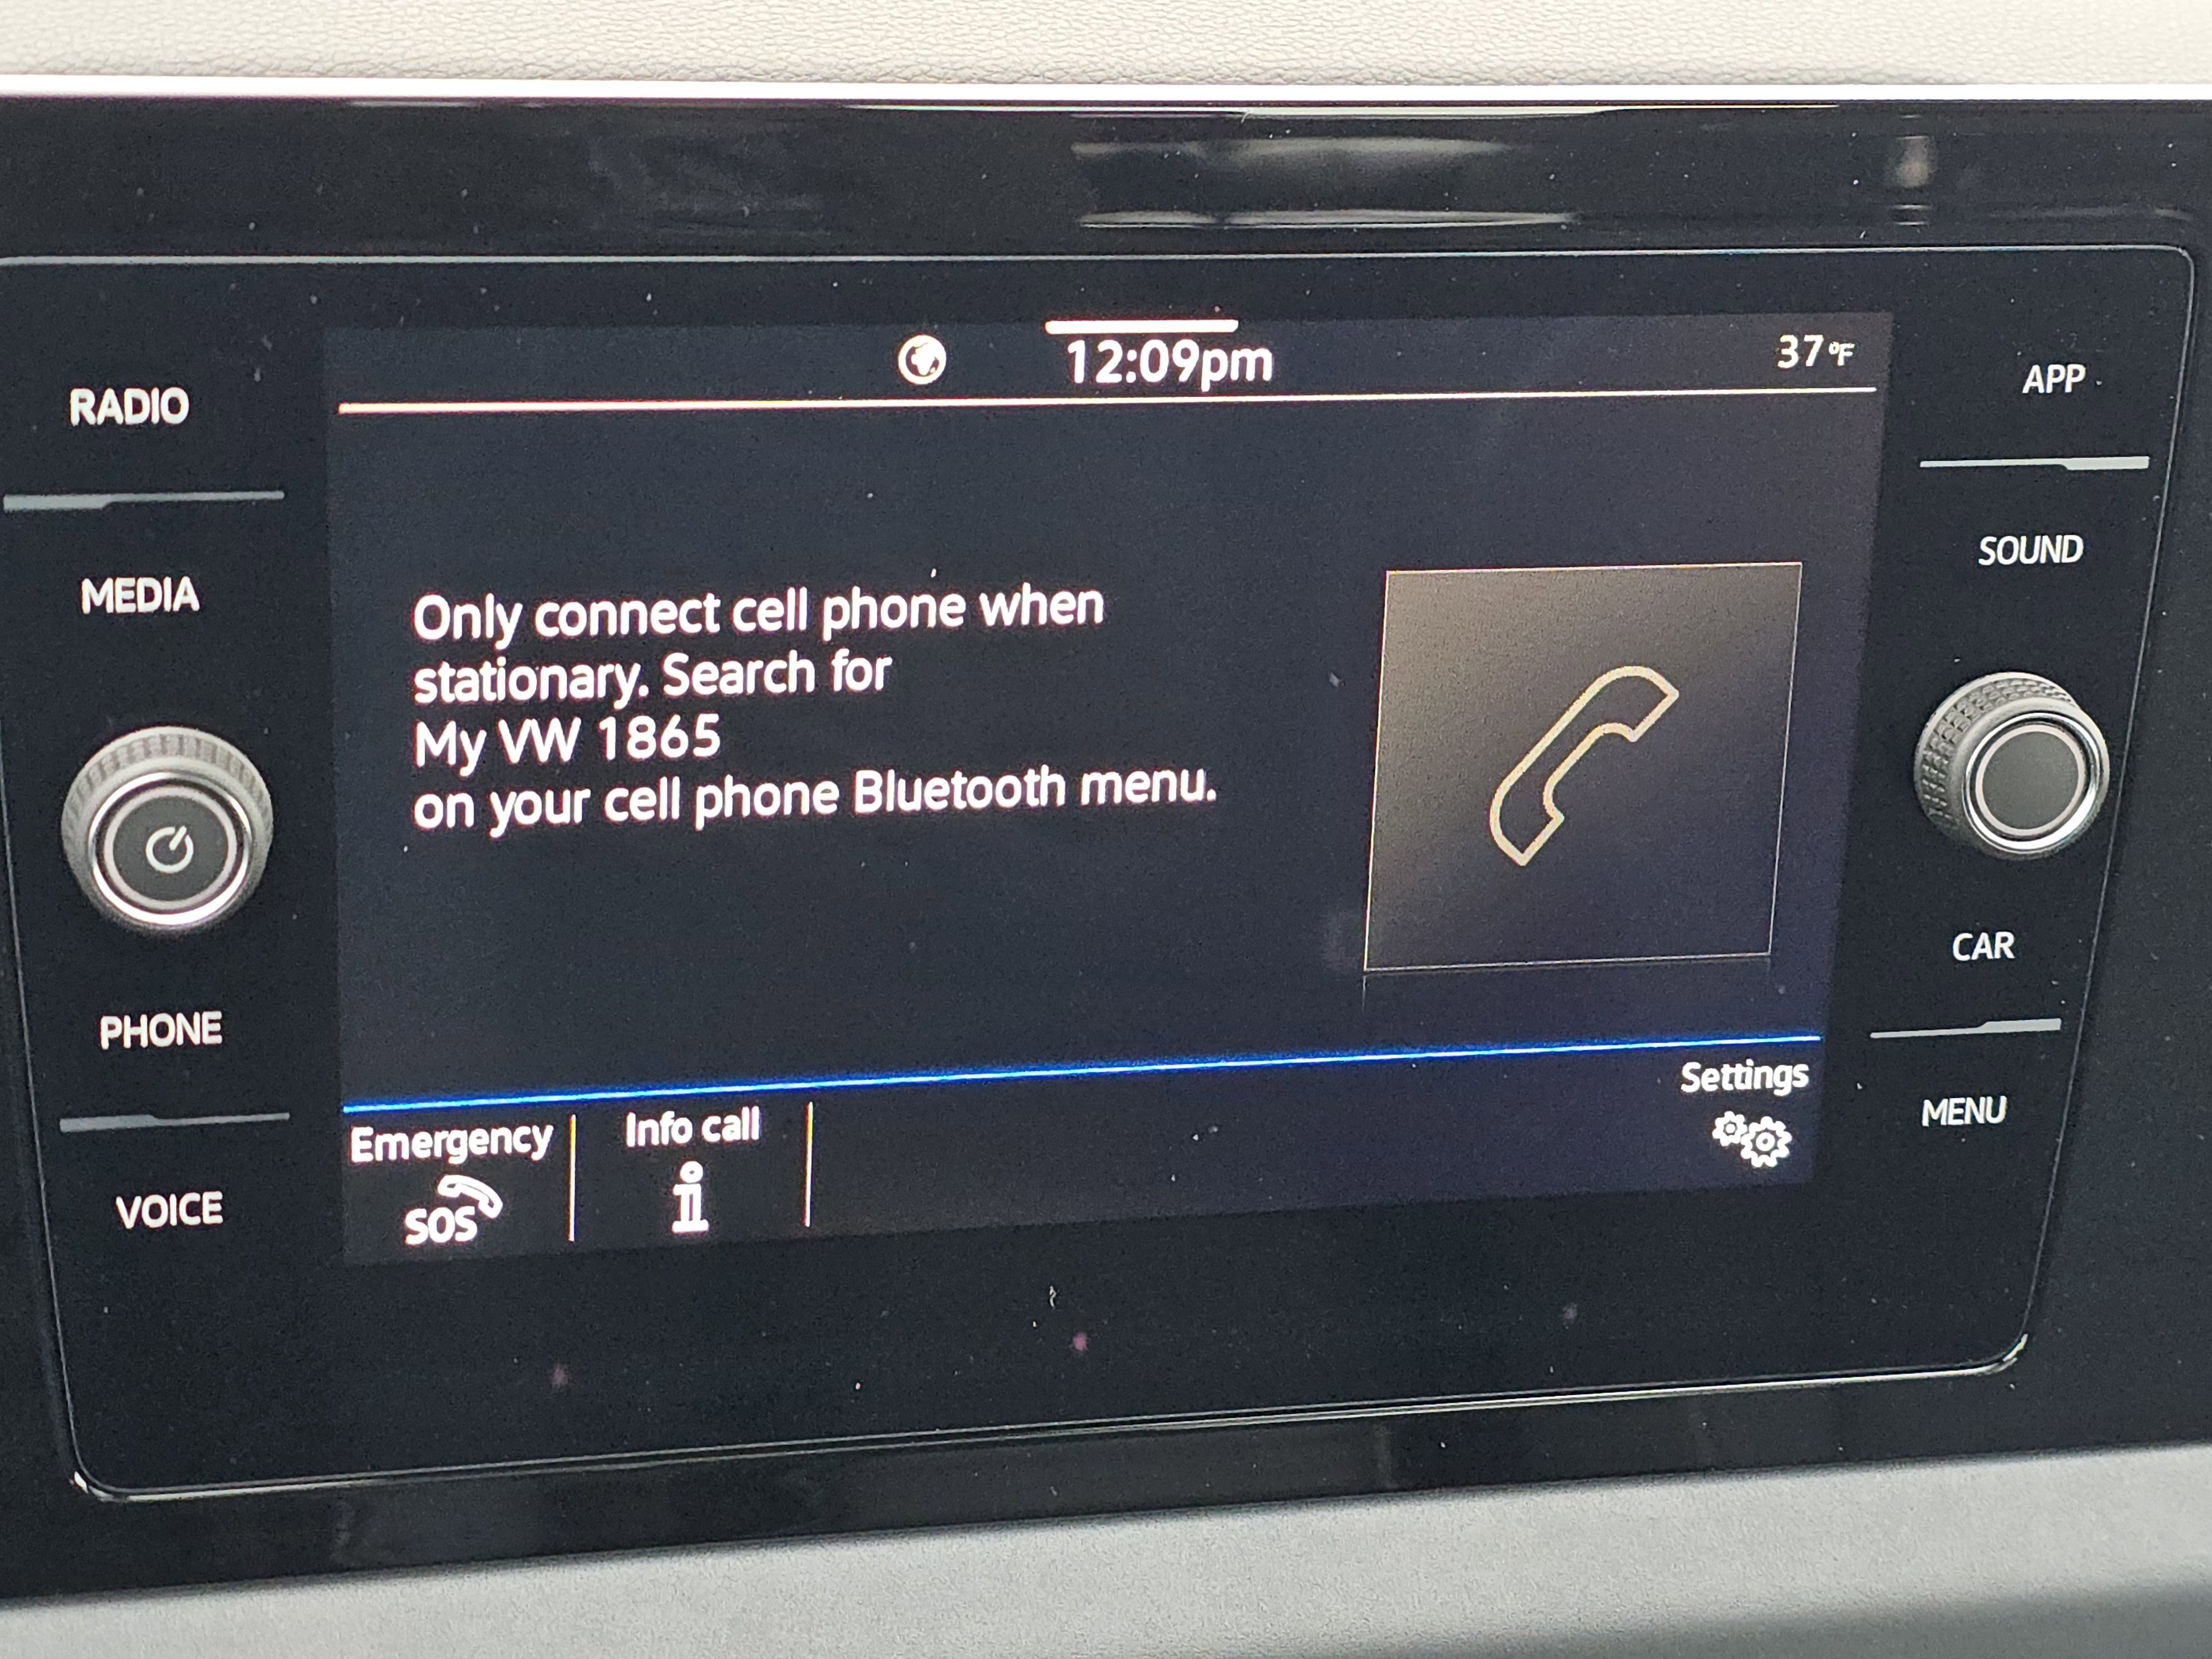 12:09pm
37°F
RADIO
MEDIA
PHONE
VOICE
Only connect cell phone when
stationary. Search for
My VW 1865
on your cell phone Bluetooth menu.
Emergency
SOS
Info call
i
Settings
APP
SOUND
CAR
MENU